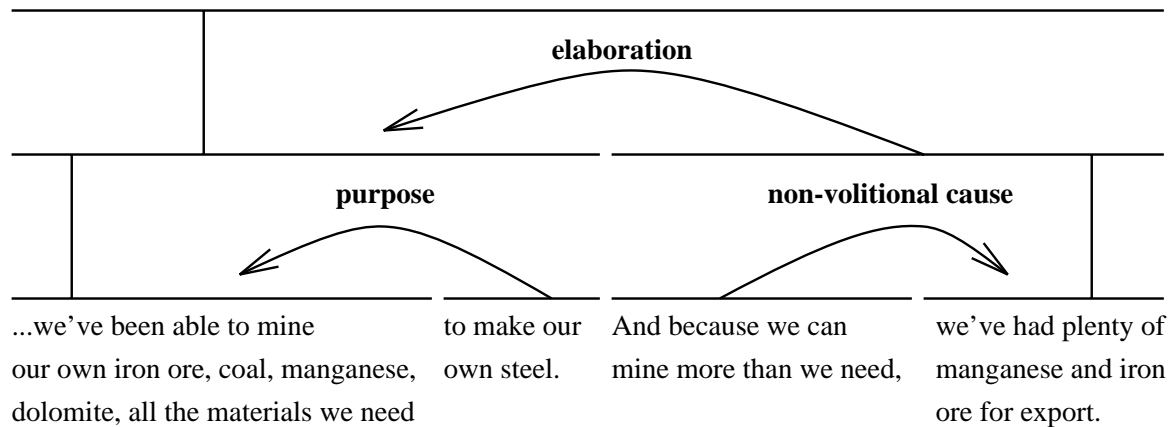 elaboration
purpose
non-volitional cause
...we've been able to mine
our own iron ore, coal, manganese,
dolomite, all the materials we need
to make our
own steel.
And because we can
mine more than we need,
we've had plenty of
manganese and iron
ore for export.